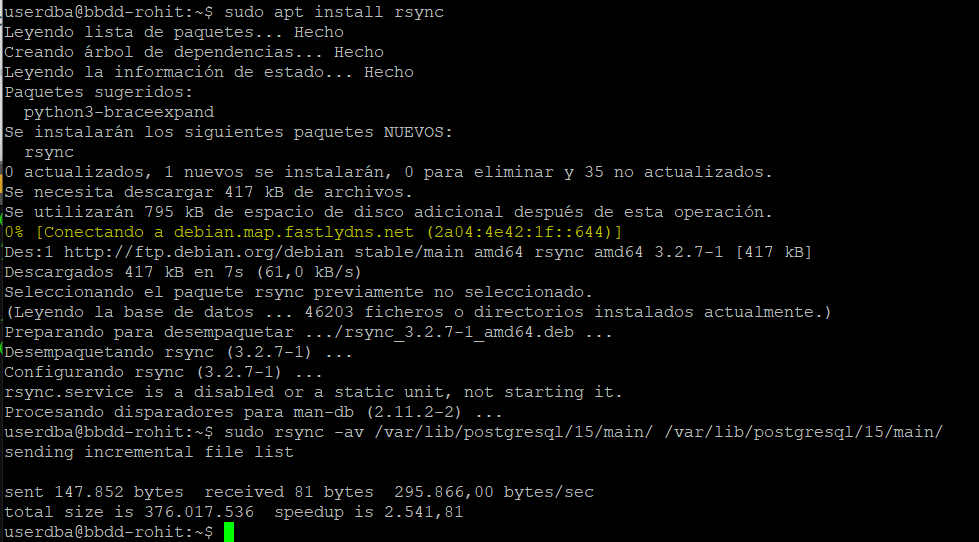 userdba@bbdd-rohit:~$ sudo apt install rsync
Leyendo lista de paquetes... Hecho
Creando árbol de dependencias... Hecho
Leyendo la información de estado... Hecho
Paquetes sugeridos:
  python3-braceexpand
Se instalarán los siguientes paquetes NUEVOS:
  rsync
0 actualizados, 1 nuevos se instalarán, 0 para eliminar y 35 no actualizados.
Se necesita descargar 417 kB de archivos.
Se utilizarán 795 kB de espacio de disco adicional después de esta operación.
0% [Conectando a debian.map.fastlydns.net (2a04:4e42:1f::644)]
Des:1 http://ftp.debian.org/debian stable/main amd64 rsync amd64 3.2.7-1 [417 kB]
Descargados 417 kB en 7s (61,0 kB/s)
Seleccionando el paquete rsync previamente no seleccionado.
(Leyendo la base de datos ... 46203 ficheros o directorios instalados actualmente.)
Preparando para desempaquetar .../rsync_3.2.7-1_amd64.deb ...
Desempaquetando rsync (3.2.7-1) ...
Configurando rsync (3.2.7-1) ...
rsync.service is a disabled or a static unit, not starting it.
Procesando disparadores para man-db (2.11.2-2) ...
userdba@bbdd-rohit:~$ sudo rsync -av /var/lib/postgresql/15/main/ /var/lib/postgresql/15/main/
sending incremental file list

sent 147.852 bytes  received 81 bytes  295.866,00 bytes/sec
total size is 376.017.536  speedup is 2.541,81
userdba@bbdd-rohit:~$